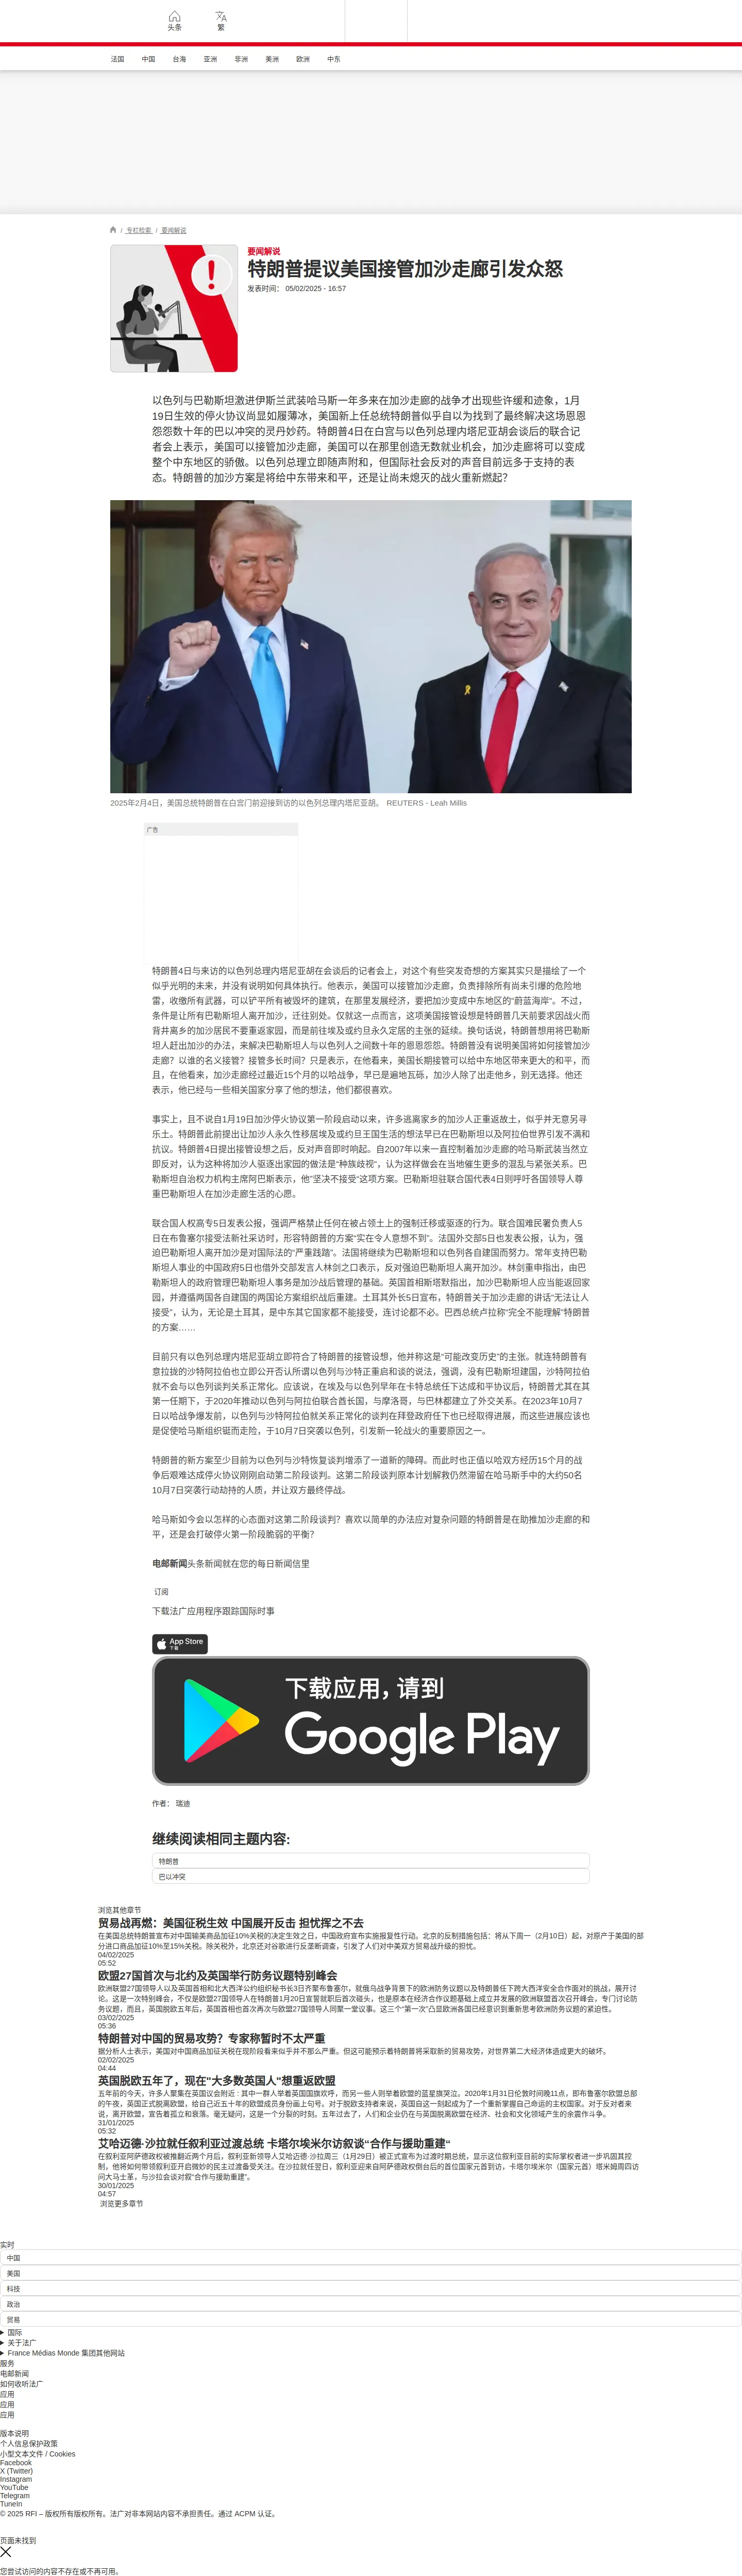 头条
繁
法国 中国 台海 亚洲 非洲 美洲 欧洲 中东
/ 专栏检索 / 要闻解说
要闻解说
特朗普提议美国接管加沙走廊引发众怒
发表时间： 05/02/2025 - 16:57
以色列与巴勒斯坦激进伊斯兰武装哈马斯一年多来在加沙走廊的战争才出现些许缓和迹象，1月
19日生效的停火协议尚显如履薄冰，美国新上任总统特朗普似乎自以为找到了最终解决这场恩恩
怨怨数十年的巴以冲突的灵丹妙药。特朗普4日在白宫与以色列总理内塔尼亚胡会谈后的联合记
者会上表示，美国可以接管加沙走廊，美国可以在那里创造无数就业机会，加沙走廊将可以变成
整个中东地区的骄傲。以色列总理立即随声附和，但国际社会反对的声音目前远多于支持的表
态。特朗普的加沙方案是将给中东带来和平，还是让尚未熄灭的战火重新燃起？
2025年2月4日，美国总统特朗普在白宫门前迎接到访的以色列总理内塔尼亚胡。 REUTERS - Leah Millis
广告
特朗普4日与来访的以色列总理内塔尼亚胡在会谈后的记者会上，对这个有些突发奇想的方案其实只是描绘了一个
似乎光明的未来，并没有说明如何具体执行。他表示，美国可以接管加沙走廊，负责排除所有尚未引爆的危险地
雷，收缴所有武器，可以铲平所有被毁坏的建筑，在那里发展经济，要把加沙变成中东地区的“蔚蓝海岸“。不过，
条件是让所有巴勒斯坦人离开加沙，迁往别处。仅就这一点而言，这项美国接管设想是特朗普几天前要求因战火而
背井离乡的加沙居民不要重返家园，而是前往埃及或约旦永久定居的主张的延续。换句话说，特朗普想用将巴勒斯
坦人赶出加沙的办法，来解决巴勒斯坦人与以色列人之间数十年的恩恩怨怨。特朗普没有说明美国将如何接管加沙
走廊？以谁的名义接管？接管多长时间？只是表示，在他看来，美国长期接管可以给中东地区带来更大的和平，而
且，在他看来，加沙走廊经过最近15个月的以哈战争，早已是遍地瓦砾，加沙人除了出走他乡，别无选择。他还
表示，他已经与一些相关国家分享了他的想法，他们都很喜欢。
事实上，且不说自1月19日加沙停火协议第一阶段启动以来，许多逃离家乡的加沙人正重返故土，似乎并无意另寻
乐土。特朗普此前提出让加沙人永久性移居埃及或约旦王国生活的想法早已在巴勒斯坦以及阿拉伯世界引发不满和
抗议。特朗普4日提出接管设想之后，反对声音即时响起。自2007年以来一直控制着加沙走廊的哈马斯武装当然立
即反对，认为这种将加沙人驱逐出家园的做法是“种族歧视“，认为这样做会在当地催生更多的混乱与紧张关系。巴
勒斯坦自治权力机构主席阿巴斯表示，他“坚决不接受“这项方案。巴勒斯坦驻联合国代表4日则呼吁各国领导人尊
重巴勒斯坦人在加沙走廊生活的心愿。
联合国人权高专5日发表公报，强调严格禁止任何在被占领土上的强制迁移或驱逐的行为。联合国难民署负责人5
日在布鲁塞尔接受法新社采访时，形容特朗普的方案“实在令人意想不到”。法国外交部5日也发表公报，认为，强
迫巴勒斯坦人离开加沙是对国际法的“严重践踏”。法国将继续为巴勒斯坦和以色列各自建国而努力。常年支持巴勒
斯坦人事业的中国政府5日也借外交部发言人林剑之口表示，反对强迫巴勒斯坦人离开加沙。林剑重申指出，由巴
勒斯坦人的政府管理巴勒斯坦人事务是加沙战后管理的基础。英国首相斯塔默指出，加沙巴勒斯坦人应当能返回家
园，并遵循两国各自建国的两国论方案组织战后重建。土耳其外长5日宣布，特朗普关于加沙走廊的讲话“无法让人
接受”，认为，无论是土耳其，是中东其它国家都不能接受，连讨论都不必。巴西总统卢拉称“完全不能理解”特朗普
的方案……
目前只有以色列总理内塔尼亚胡立即符合了特朗普的接管设想，他并称这是“可能改变历史”的主张。就连特朗普有
意拉拢的沙特阿拉伯也立即公开否认所谓以色列与沙特正重启和谈的说法，强调，没有巴勒斯坦建国，沙特阿拉伯
就不会与以色列谈判关系正常化。应该说，在埃及与以色列早年在卡特总统任下达成和平协议后，特朗普尤其在其
第一任期下，于2020年推动以色列与阿拉伯联合酋长国，与摩洛哥，与巴林都建立了外交关系。在2023年10月7
日以哈战争爆发前，以色列与沙特阿拉伯就关系正常化的谈判在拜登政府任下也已经取得进展，而这些进展应该也
是促使哈马斯组织铤而走险，于10月7日突袭以色列，引发新一轮战火的重要原因之一。
特朗普的新方案至少目前为以色列与沙特恢复谈判增添了一道新的障碍。而此时也正值以哈双方经历15个月的战
争后艰难达成停火协议刚刚启动第二阶段谈判。这第二阶段谈判原本计划解救仍然滞留在哈马斯手中的大约50名
10月7日突袭行动劫持的人质，并让双方最终停战。
哈马斯如今会以怎样的心态面对这第二阶段谈判？喜欢以简单的办法应对复杂问题的特朗普是在助推加沙走廊的和
平，还是会打破停火第一阶段脆弱的平衡？
电邮新闻头条新闻就在您的每日新闻信里
订阅
下载法广应用程序跟踪国际时事
App Store
下载
下载应用，请到
Google Play
作者： 瑞迪
继续阅读相同主题内容:
特朗普
巴以冲突
浏览其他章节
贸易战再燃：美国征税生效 中国展开反击 担忧挥之不去
在美国总统特朗普宣布对中国输美商品加征10%关税的决定生效之日，中国政府宣布实施报复性行动。北京的反制措施包括：将从下周一（2月10日）起，对原产于美国的部
分进口商品加征10%至15%关税。除关税外，北京还对谷歌进行反垄断调查，引发了人们对中美双方贸易战升级的担忧。
04/02/2025
05:52
欧盟27国首次与北约及英国举行防务议题特别峰会
欧洲联盟27国领导人以及英国首相和北大西洋公约组织秘书长3日齐聚布鲁塞尔，就俄乌战争背景下的欧洲防务议题以及特朗普任下跨大西洋安全合作面对的挑战，展开讨
论。这是一次特别峰会，不仅是欧盟27国领导人在特朗普1月20日宣誓就职后首次碰头，也是原本在经济合作议题基础上成立并发展的欧洲联盟首次召开峰会，专门讨论防
务议题，而且，英国脱欧五年后，英国首相也首次再次与欧盟27国领导人同聚一堂议事。这三个“第一次”凸显欧洲各国已经意识到重新思考欧洲防务议题的紧迫性。
03/02/2025
05:36
特朗普对中国的贸易攻势？专家称暂时不太严重
据分析人士表示，美国对中国商品加征关税在现阶段看来似乎并不那么严重。但这可能预示着特朗普将采取新的贸易攻势，对世界第二大经济体造成更大的破坏。
02/02/2025
04:44
英国脱欧五年了，现在"大多数英国人"想重返欧盟
五年前的今天，许多人聚集在英国议会附近 : 其中一群人举着英国国旗欢呼，而另一些人则举着欧盟的蓝星旗哭泣。2020年1月31日伦敦时间晚11点，即布鲁塞尔欧盟总部
的午夜，英国正式脱离欧盟，给自己近五十年的欧盟成员身份画上句号。对于脱欧支持者来说，英国自这一刻起成为了一个重新掌握自己命运的主权国家。对于反对者来
说，离开欧盟，宣告着孤立和衰落。毫无疑问，这是一个分裂的时刻。五年过去了，人们和企业仍在与英国脱离欧盟在经济、社会和文化领域产生的余震作斗争。
31/01/2025
05:32
艾哈迈德·沙拉就任叙利亚过渡总统 卡塔尔埃米尔访叙谈“合作与援助重建“
在叙利亚阿萨德政权被推翻近两个月后，叙利亚新领导人艾哈迈德·沙拉周三（1月29日）被正式宣布为过渡时期总统，显示这位叙利亚目前的实际掌权者进一步巩固其控
制，他将如何带领叙利亚开启微妙的民主过渡备受关注。在沙拉就任翌日，叙利亚迎来自阿萨德政权倒台后的首位国家元首到访，卡塔尔埃米尔（国家元首）塔米姆周四访
问大马士革，与沙拉会谈对叙“合作与援助重建”。
30/01/2025
04:57
浏览更多章节
实时
中国
美国
科技
政治
贸易
国际
关于法广
France Médias Monde 集团其他网站
服务
电邮新闻
如何收听法广
应用
应用
应用
版本说明
个人信息保护政策
小型文本文件 / Cookies
Facebook
X (Twitter)
Instagram
YouTube
Telegram
TuneIn
© 2025 RFI – 版权所有版权所有。法广对非本网站内容不承担责任。通过 ACPM 认证。
页面未找到
您尝试访问的内容不存在或不再可用。